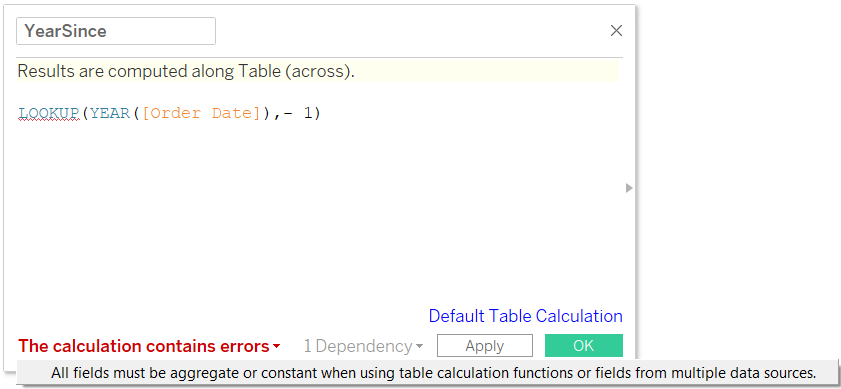 YearSince
Results are computed along Table (across).
LOOKUP(YEAR([Order Date]),- 1)
Default Table Calculation
The calculation contains errors 1 Dependency Apply OK
All fields must be aggregate or constant when using table calculation functions or fields from multiple data sources.